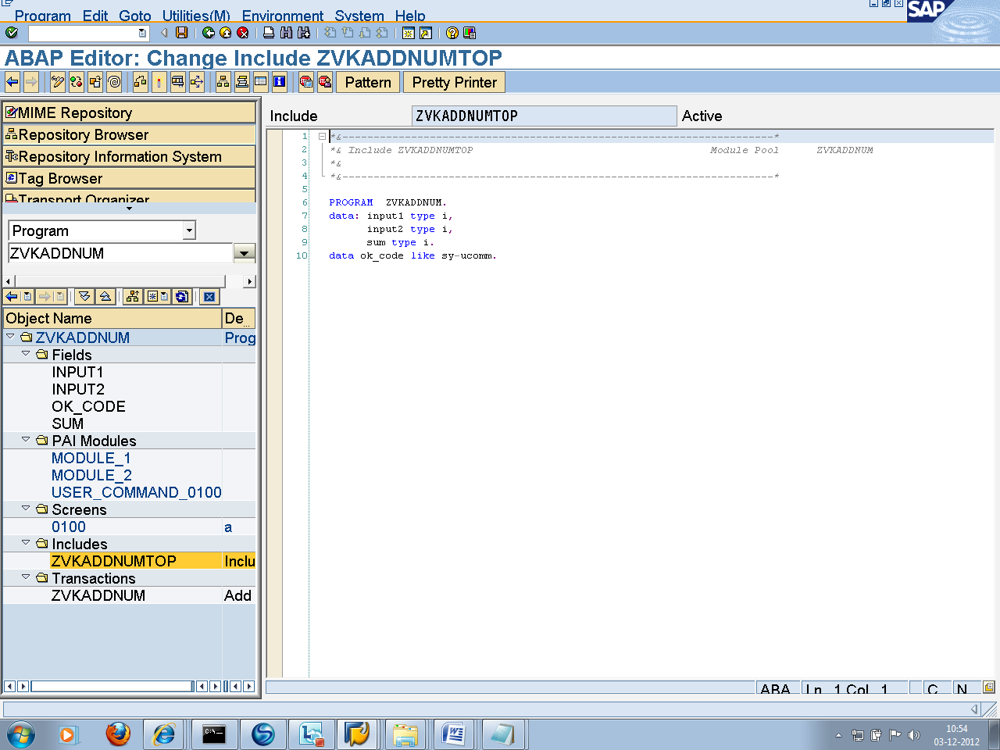 Program Edit Goto Utilities(M) Environment System Help
SAP
ABAP Editor: Change Include ZVKADDNUMTOP
Pattern Pretty Printer
MIME Repository
Repository Browser
Repository Information System
Tag Browser
Transport Organizer
Program
ZVKADDNUM
Object Name De...
ZVKADDNUM Prog
Fields
INPUT1
INPUT2
OK_CODE
SUM
PAI Modules
MODULE_1
MODULE_2
USER_COMMAND_0100
Screens
0100 a
Includes
ZVKADDNUMTOP Inclu
Transactions
ZVKADDNUM Add
Include ZVKADDNUMTOP Active
1 *&---------------------------------------------------------------------*
2 *& Include ZVKADDNUMTOP Module Pool ZVKADDNUM
3 *&
4 *&---------------------------------------------------------------------*
5
6 PROGRAM ZVKADDNUM.
7 data: input1 type i,
8 input2 type i,
9 sum type i.
10 data ok_code like sy-ucomm.
ABA Ln 1 Col 1 C N
10:54
03-12-2012